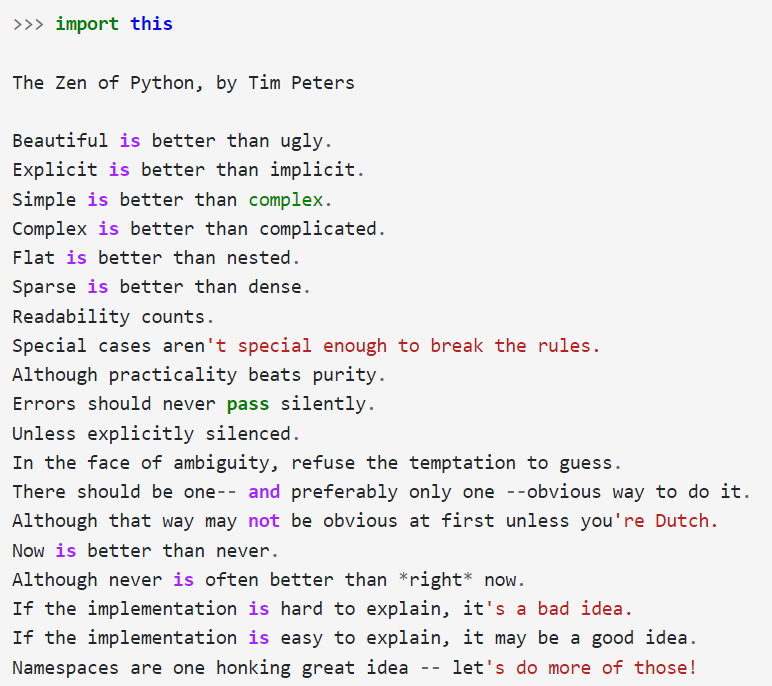 >>> import this
The Zen of Python, by Tim Peters
Beautiful is better than ugly.
Explicit is better than implicit.
Simple is better than complex.
Complex is better than complicated.
Flat is better than nested.
Sparse is better than dense.
Readability counts.
Special cases aren't special enough to break the rules.
Although practicality beats purity.
Errors should never pass silently.
Unless explicitly silenced.
In the face of ambiguity, refuse the temptation to guess.
There should be one-- and preferably only one --obvious way to do it.
Although that way may not be obvious at first unless you're Dutch.
Now is better than never.
Although never is often better than *right* now.
If the implementation is hard to explain, it's a bad idea.
If the implementation is easy to explain, it may be a good idea.
Namespaces are one honking great idea -- let's do more of those!